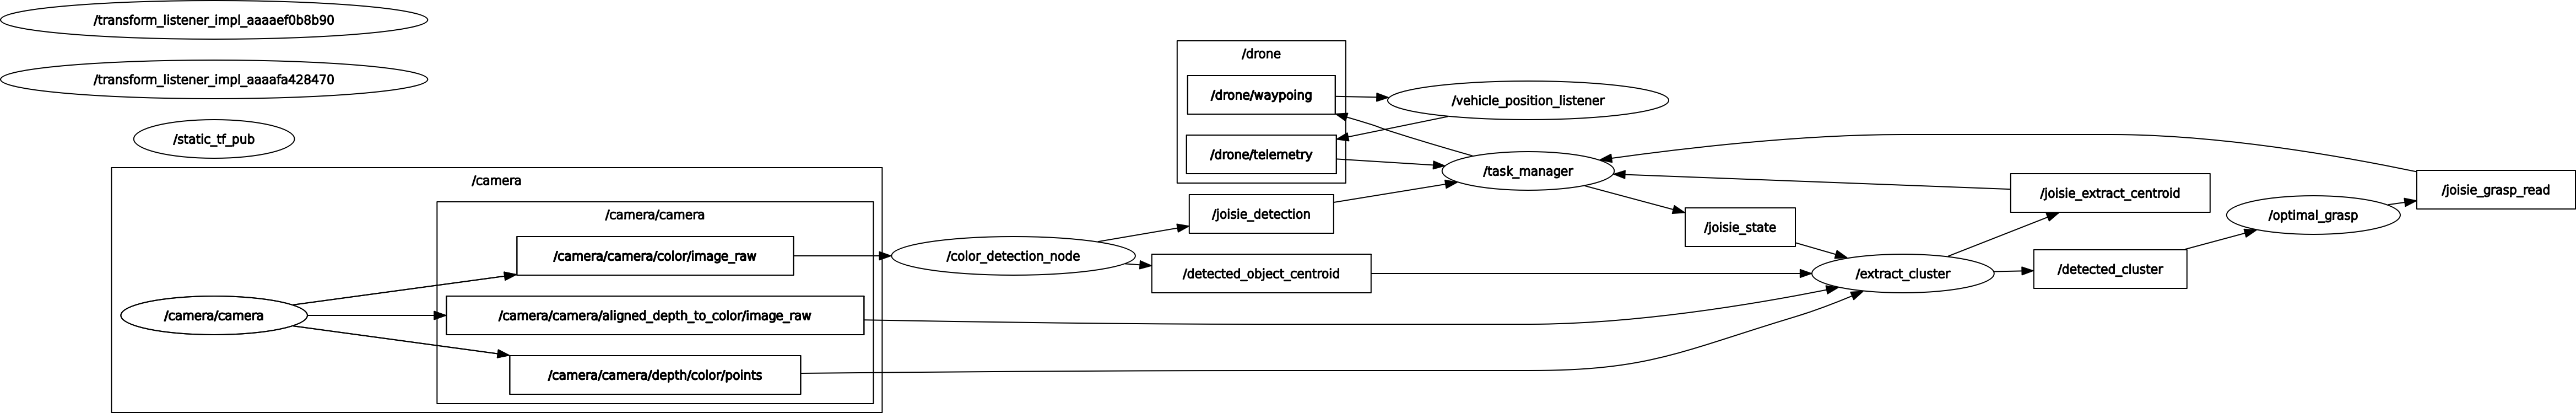 /transform_listener_impl_aaaaef0b8b90
/transform_listener_impl_aaaafa428470
/static_tf_pub
/camera
/camera/camera
/camera/camera/color/image_raw
/camera/camera/aligned_depth_to_color/image_raw
/camera/camera/depth/color/points
/camera/camera
/color_detection_node
/drone
/drone/waypoing
/drone/telemetry
/joisie_detection
/detected_object_centroid
/vehicle_position_listener
/task_manager
/joisie_state
/extract_cluster
/joisie_extract_centroid
/detected_cluster
/optimal_grasp
/joisie_grasp_read